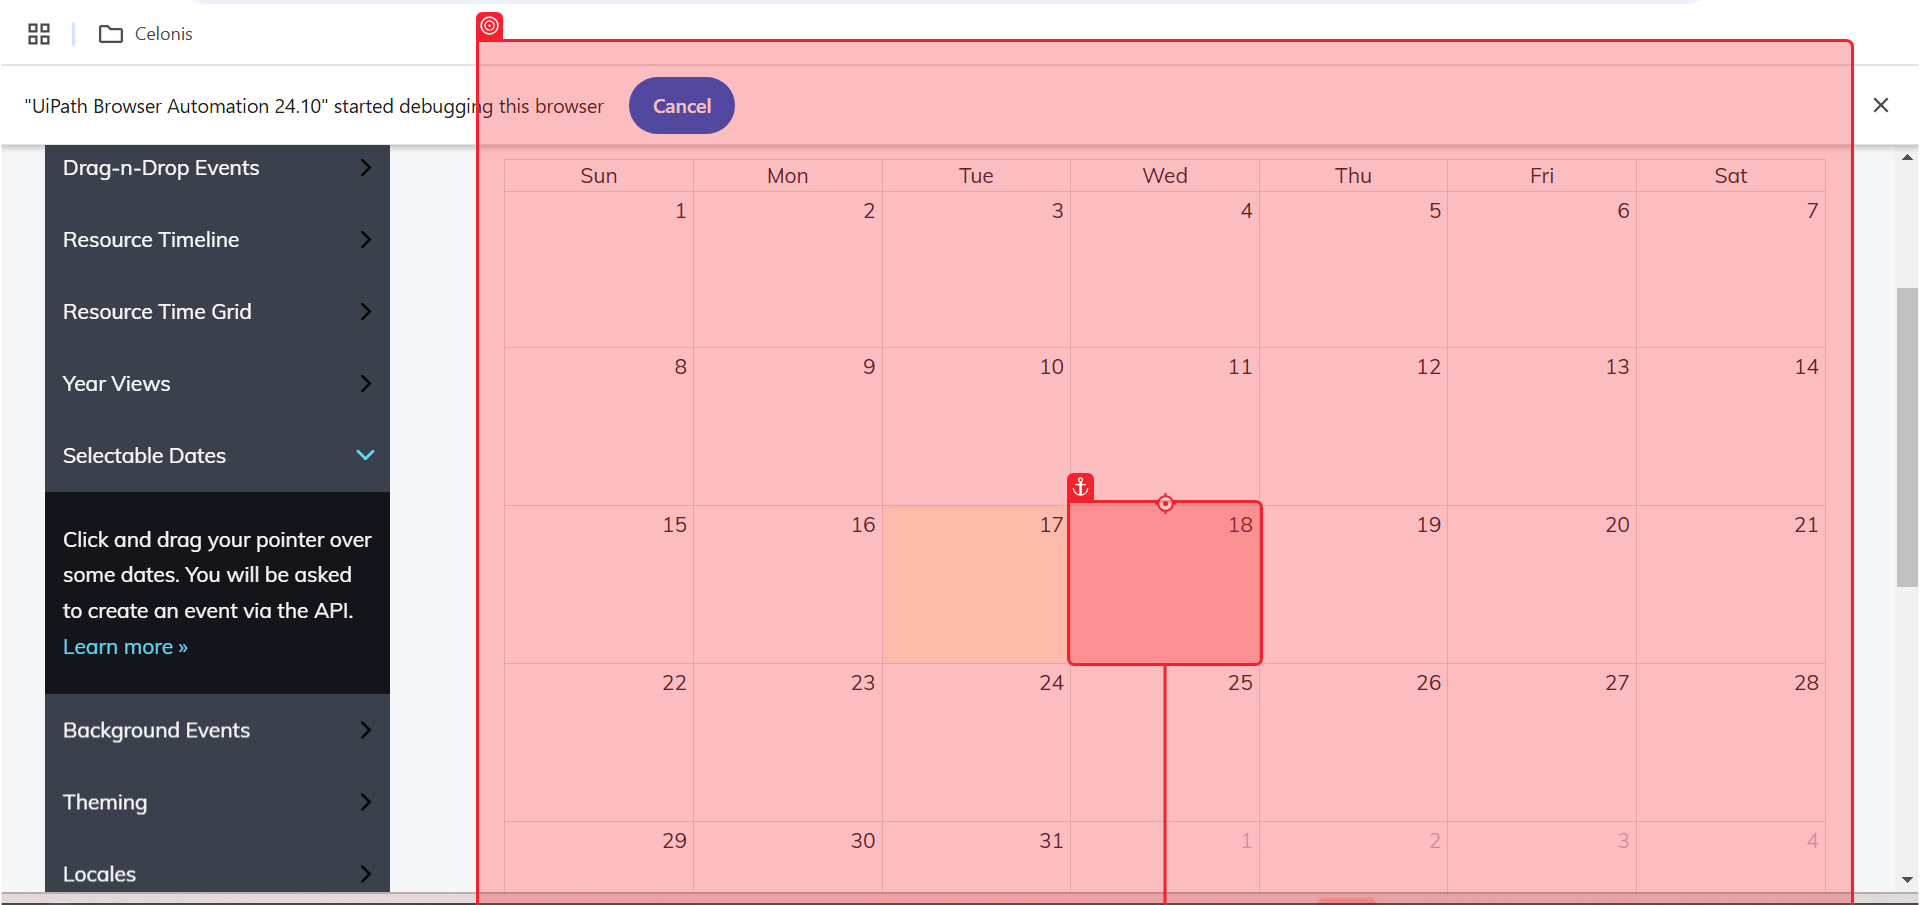 Celonis
"UiPath Browser Automation 24.10" started debugging this browser
Cancel
Drag-n-Drop Events
Resource Timeline
Resource Time Grid
Year Views
Selectable Dates
Click and drag your pointer over
some dates. You will be asked
to create an event via the API.
Learn more »
Background Events
Theming
Locales
Sun Mon Tue Wed Thu Fri Sat
1 2 3 4 5 6 7
8 9 10 11 12 13 14
15 16 17 18 19 20 21
22 23 24 25 26 27 28
29 30 31 1 2 3 4